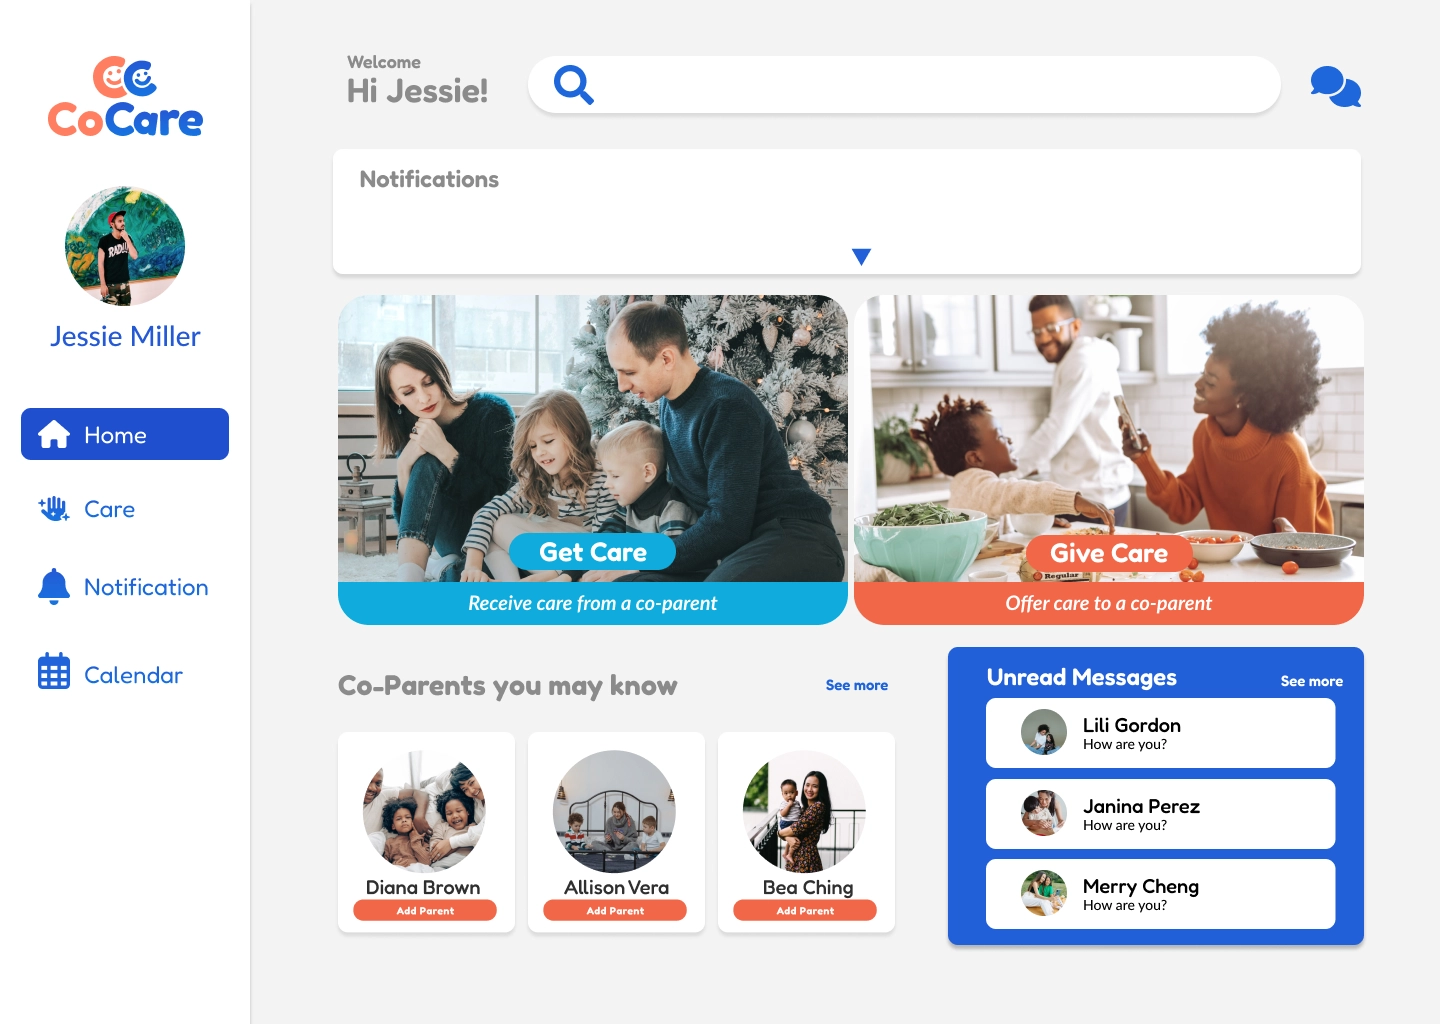 CoCare
Jessie Miller
Home
Care
Notification
Calendar
Welcome
Hi Jessie!
Notifications
RAD!
Get Care
Receive care from a co-parent
Regular
Give Care
Offer care to a co-parent
Co-Parents you may know
See more
Diana Brown
Add Parent
Allison Vera
Add Parent
Bea Ching
Add Parent
Unread Messages
See more
Lili Gordon
How are you?
Janina Perez
How are you?
Merry Cheng
How are you?